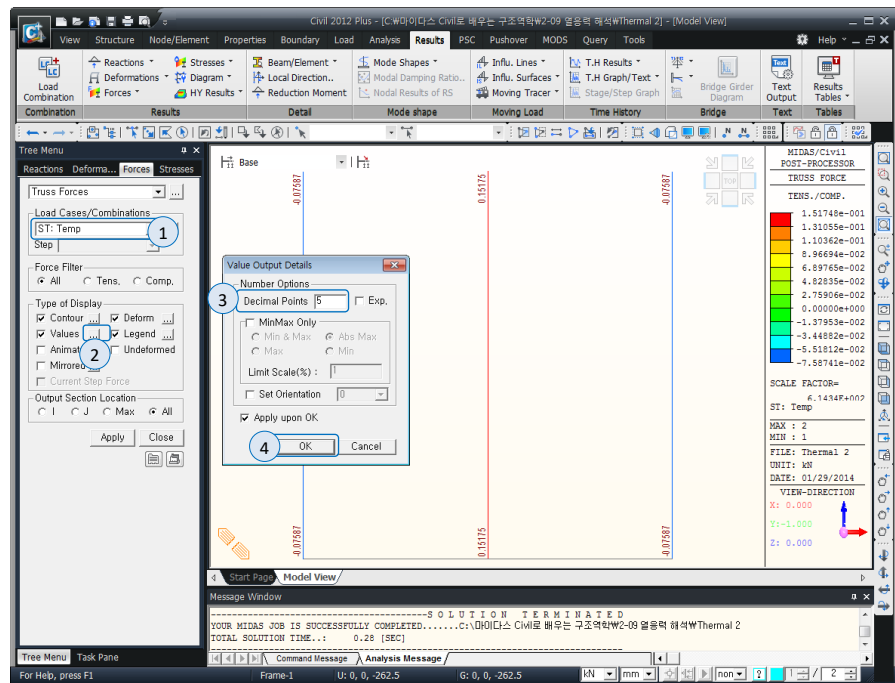 Civil 2012 Plus - [C:₩마이다스 Civil로 배우는 구조역학₩2-09 열응력 해석₩Thermal 2] - [Model View]
View Structure Node/Element Properties Boundary Load Analysis Results PSC Pushover MODS Query Tools Help
Load Combination
Reactions Stresses
Deformations Diagram
Forces HY Results
Beam/Element
Local Direction..
Reduction Moment
Mode Shapes
Modal Damping Ratio..
Nodal Results of RS
Influ. Lines
Influ. Surfaces
Moving Tracer
T.H Results
T.H Graph/Text
Stage/Step Graph
Bridge Girder Diagram
Text Output
Results Tables
Combination Results Detail Mode shape Moving Load Time History Bridge Text Tables
Tree Menu
Reactions Deforma... Forces Stresses
Truss Forces ...
Load Cases/Combinations
ST: Temp
1
Step
Force Filter
All Tens. Comp.
Type of Display
Contour ... Deform ...
Values ... Legend ...
Animat Undeformed
2
Mirrored ...
Current Step Force
Output Section Location
I J Max All
Apply Close
Base
TOP
-0.07587
0.15175
-0.07587
Value Output Details
Number Options
3
Decimal Points 5 Exp.
MinMax Only
Min & Max Abs Max
Max Min
Limit Scale(%) : 1
Set Orientation 0
Apply upon OK
4
OK Cancel
-0.07587
0.15175
-0.07587
MIDAS/Civil
POST-PROCESSOR
TRUSS FORCE
TENS./COMP.
1.51748e-001
1.31055e-001
1.10362e-001
8.96694e-002
6.89765e-002
4.82835e-002
2.75906e-002
0.00000e+000
-1.37953e-002
-3.44882e-002
-5.51812e-002
-7.58741e-002
SCALE FACTOR=
6.1434E+002
ST: Temp
MAX : 2
MIN : 1
FILE: Thermal 2
UNIT: kN
DATE: 01/29/2014
VIEW-DIRECTION
X: 0.000
Y:-1.000
Z: 0.000
Start Page Model View
Message Window
SOLUTION TERMINATED
YOUR MIDAS JOB IS SUCCESSFULLY COMPLETED.......C:\마이다스 Civil로 배우는 구조역학₩2-09 열응력 해석₩Thermal 2
TOTAL SOLUTION TIME..: 0.28 [SEC]
Tree Menu Task Pane
Command Message Analysis Message
For Help, press F1 Frame-1 U: 0, 0, -262.5 G: 0, 0, -262.5 kN mm non 1 / 2